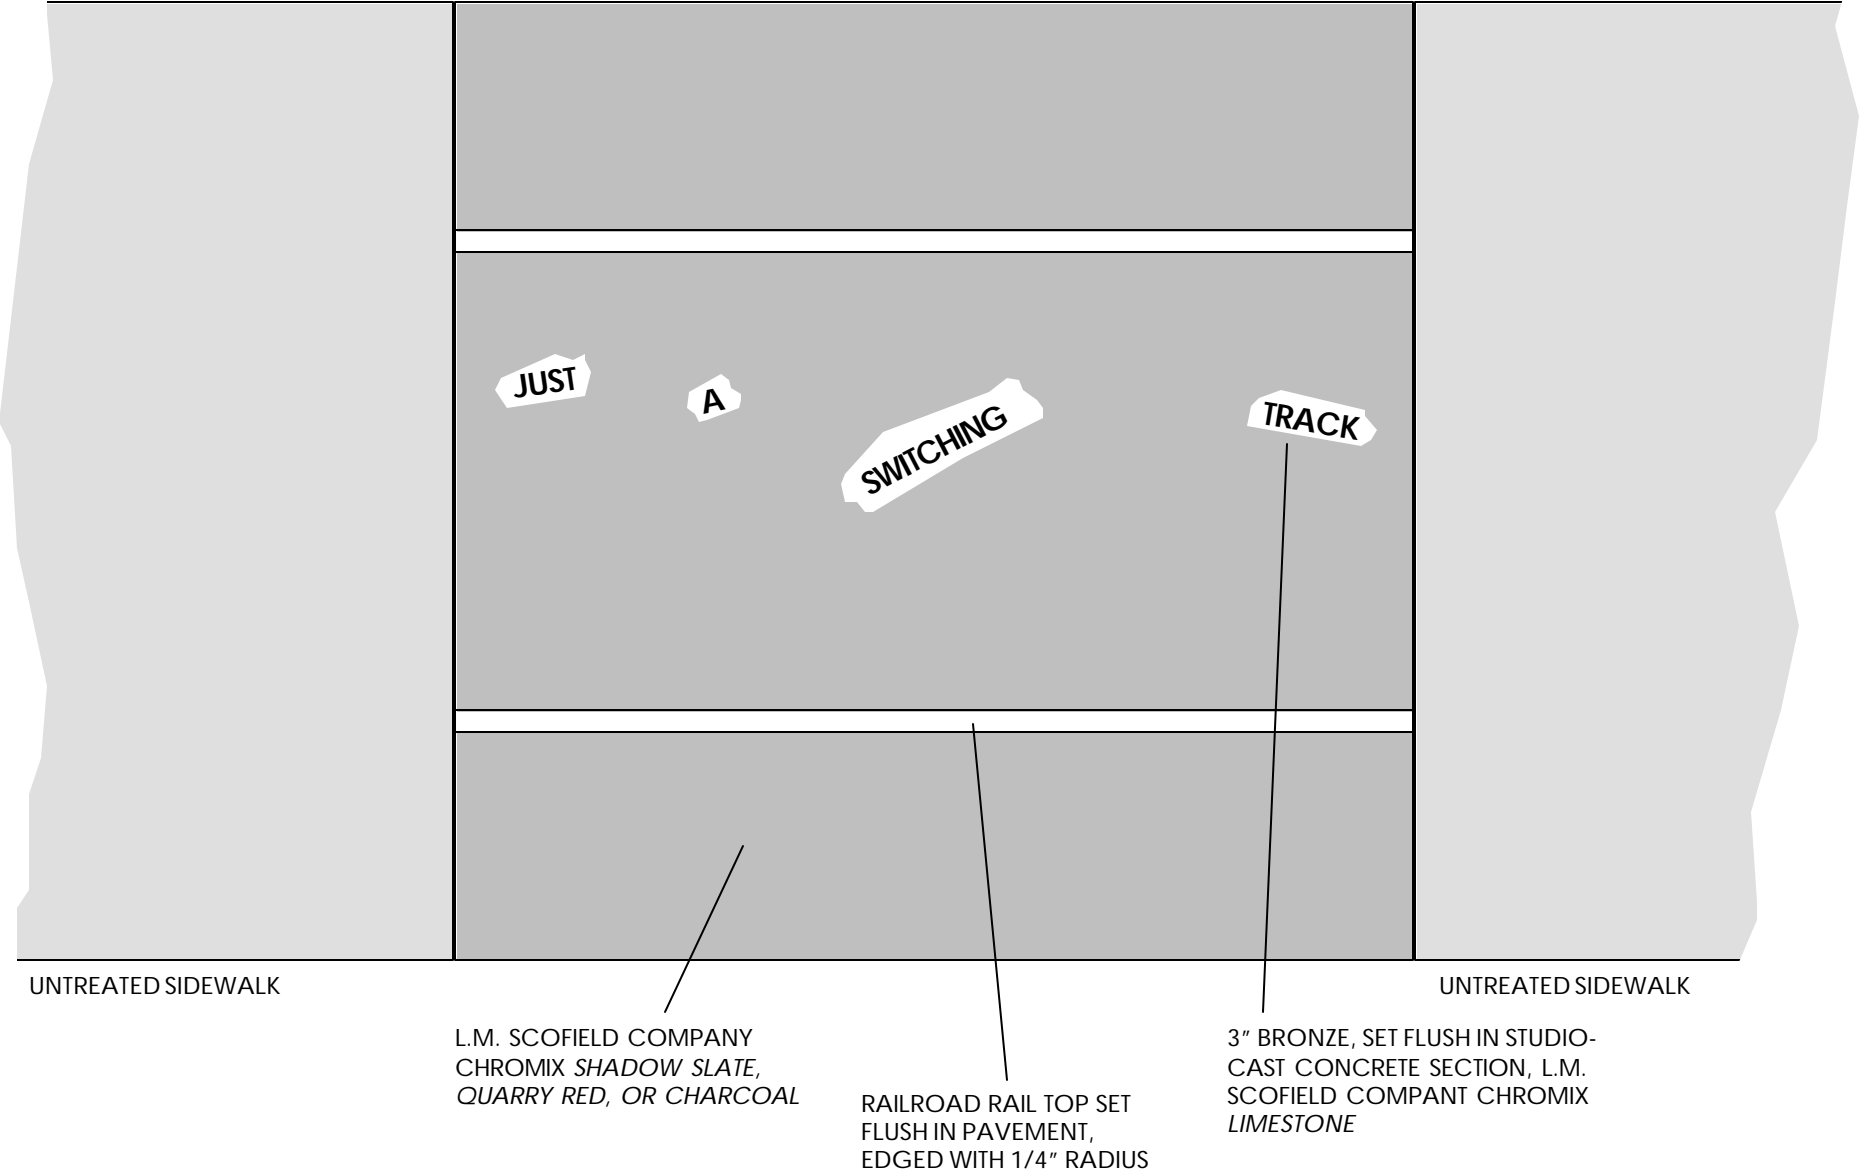 JUST
A
SWITCHING
TRACK
UNTREATED SIDEWALK
UNTREATED SIDEWALK
L.M. SCOFIELD COMPANY
CHROMIX SHADOW SLATE,
QUARRY RED, OR CHARCOAL
RAILROAD RAIL TOP SET
FLUSH IN PAVEMENT,
EDGED WITH 1/4” RADIUS
3” BRONZE, SET FLUSH IN STUDIO-
CAST CONCRETE SECTION, L.M.
SCOFIELD COMPANT CHROMIX
LIMESTONE